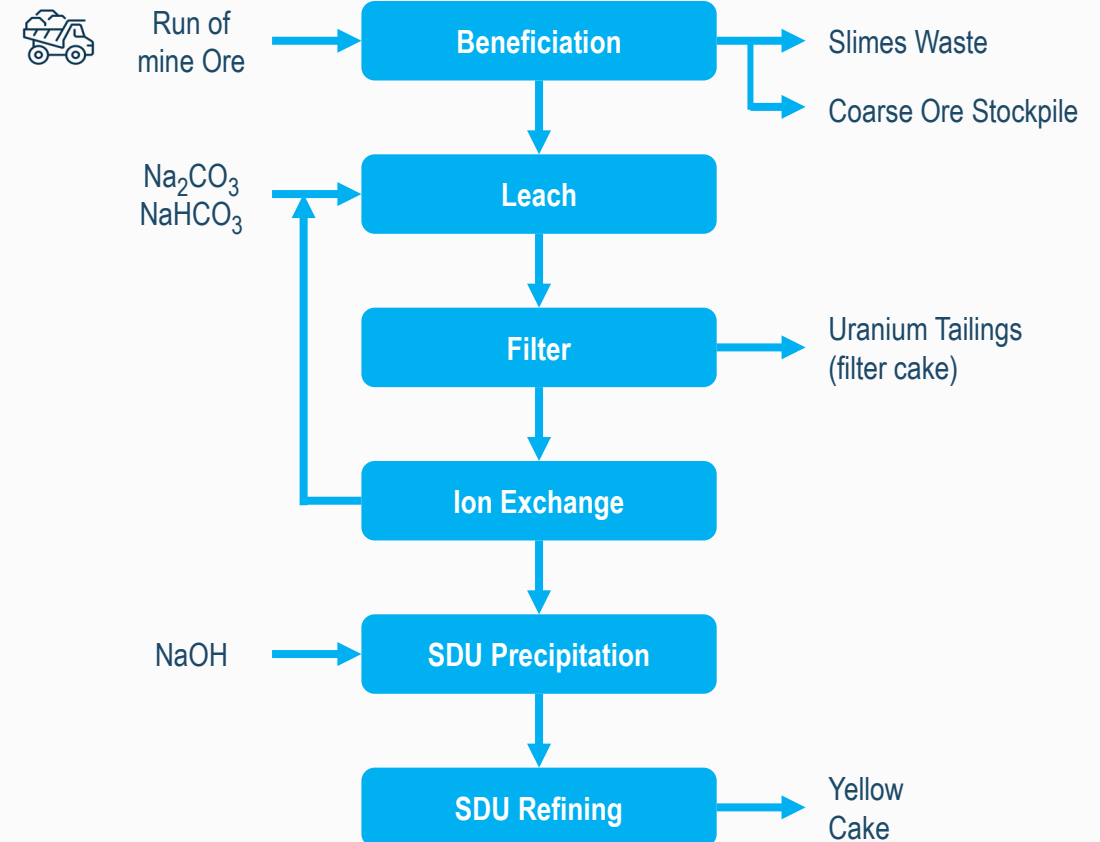 Run of
mine Ore
Beneficiation
Slimes Waste
Coarse Ore Stockpile
Na₂CO₃
NaHCO₃
Leach
Filter
Uranium Tailings
(filter cake)
Ion Exchange
NaOH
SDU Precipitation
SDU Refining
Yellow
Cake